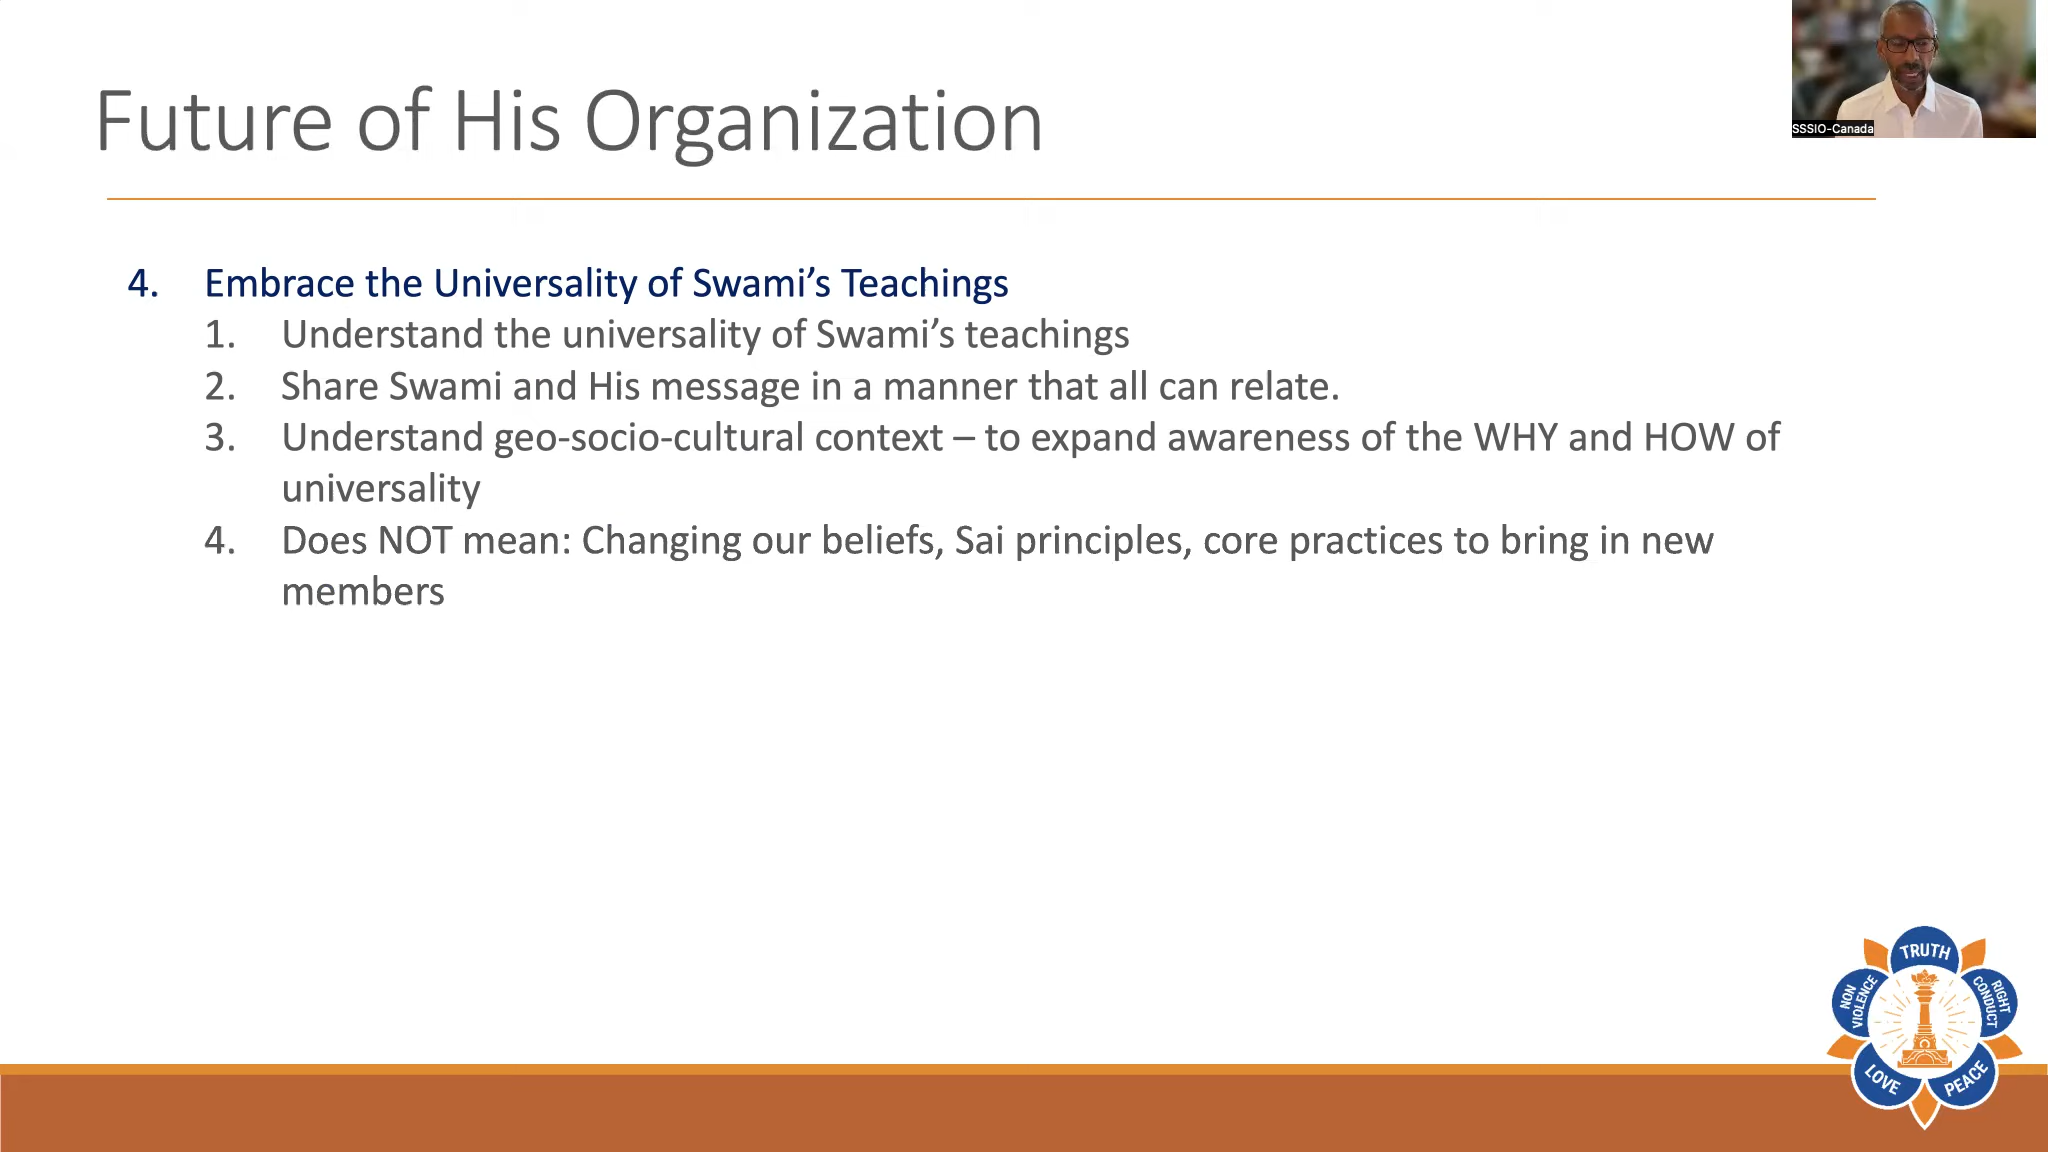 Future of His Organization
SSSIO-Canada
4. Embrace the Universality of Swami's Teachings
1. Understand the universality of Swami's teachings
2. Share Swami and His message in a manner that all can relate.
3. Understand geo-socio-cultural context – to expand awareness of the WHY and HOW of
universality
4. Does NOT mean: Changing our beliefs, Sai principles, core practices to bring in new
members
TRUTH
NON
VIOLENCE
RIGHT
CONDUCT
LOVE
PEACE